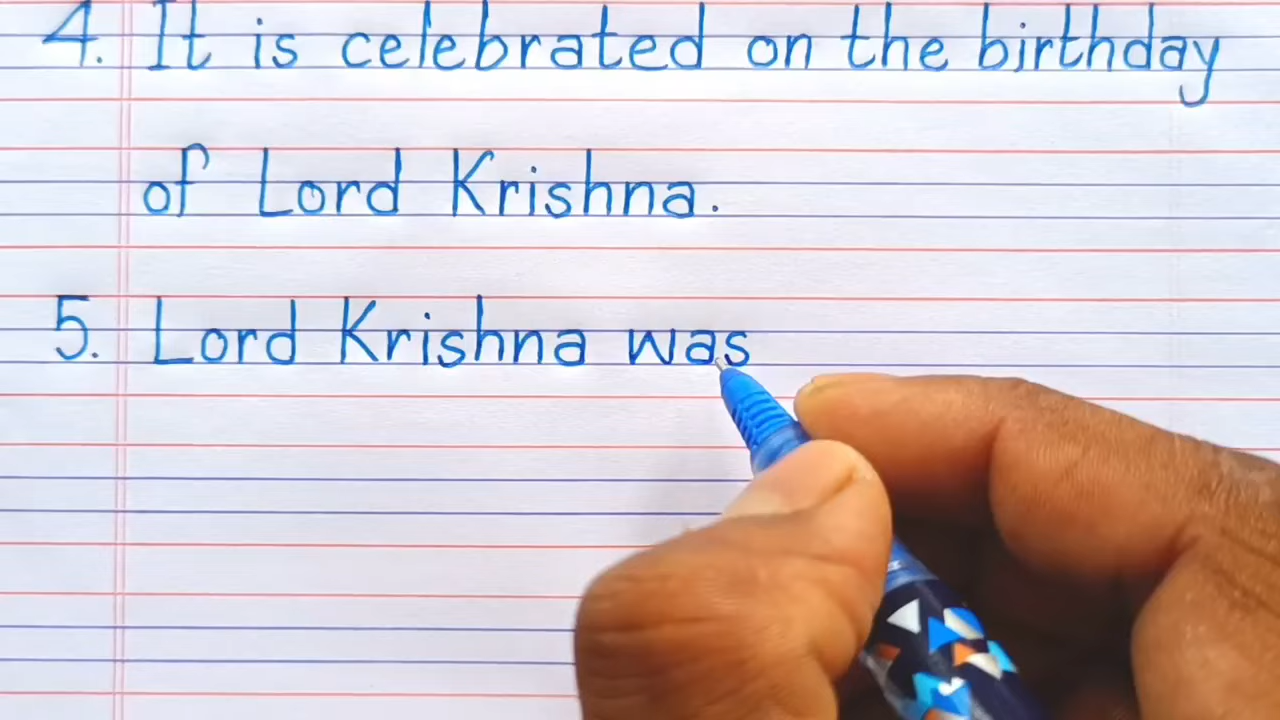 4. It is celebrated on the birthday
of Lord Krishna.
5. Lord Krishna was